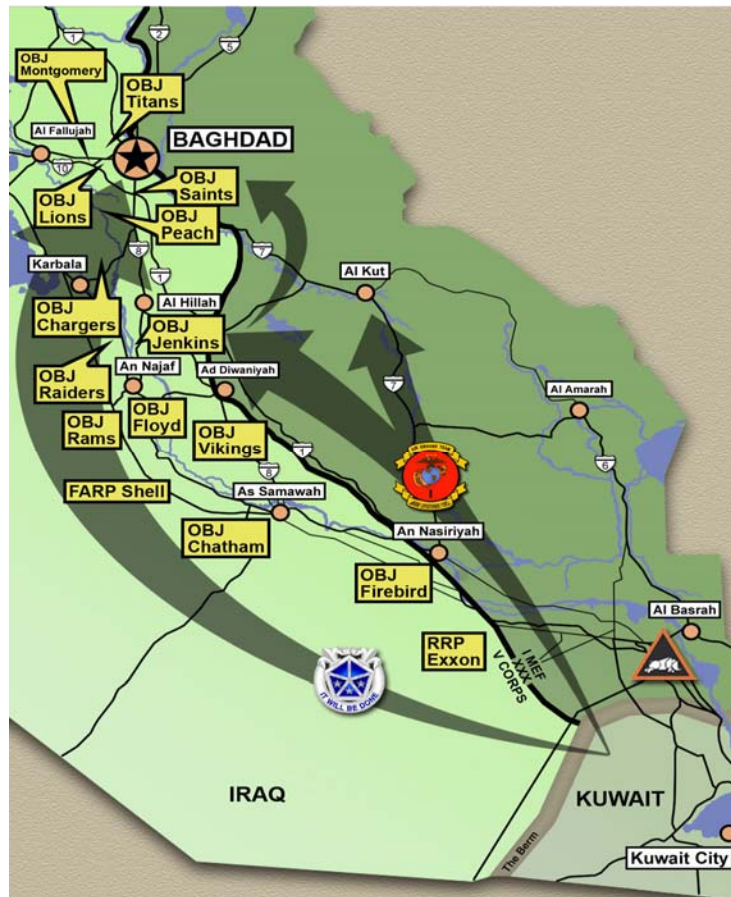 1
2
5
OBJ
Montgomery
OBJ
Titans
Al Fallujah
BAGHDAD
10
OBJ
Saints
OBJ
Lions
OBJ
Peach
8
7
1
Karbala
Al Kut
OBJ
Chargers
Al Hillah
OBJ
Jenkins
An Najaf
Ad Diwaniyah
7
OBJ
Raiders
Al Amarah
OBJ
Rams
OBJ
Floyd
OBJ
Vikings
1
8
6
FARP Shell
As Samawah
An Nasiriyah
OBJ
Chatham
OBJ
Firebird
Al Basrah
RRP
Exxon
I MEF
XXX
V CORPS
IT WILL BE DONE
IRAQ
KUWAIT
The Berm
Kuwait City